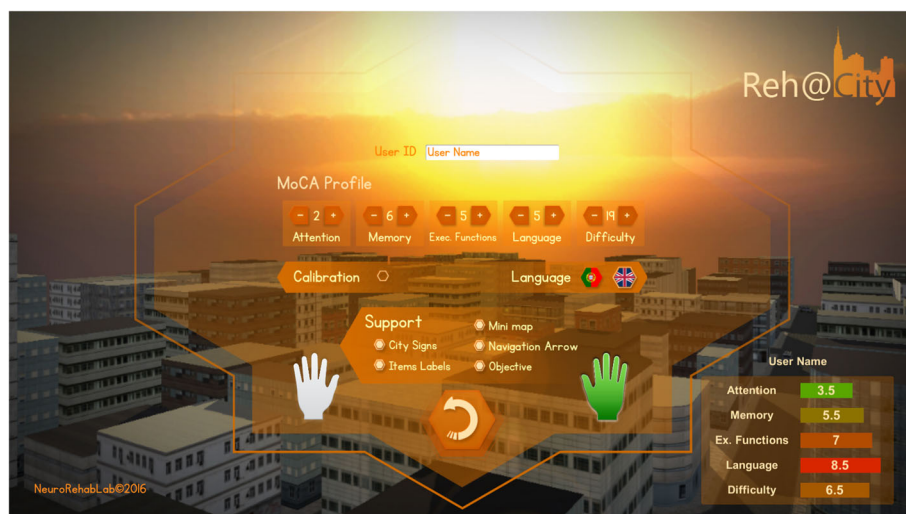 Reh@City
User ID User Name
MoCA Profile
- 2 + - 6 + - 5 + - 5 + - 19 +
Attention Memory Exec. Functions Language Difficulty
Calibration Language
Support
Mini map
City Signs Navigation Arrow
Items Labels Objective
User Name
Attention 3.5
Memory 5.5
Ex. Functions 7
Language 8.5
Difficulty 6.5
NeuroRehabLab©2016